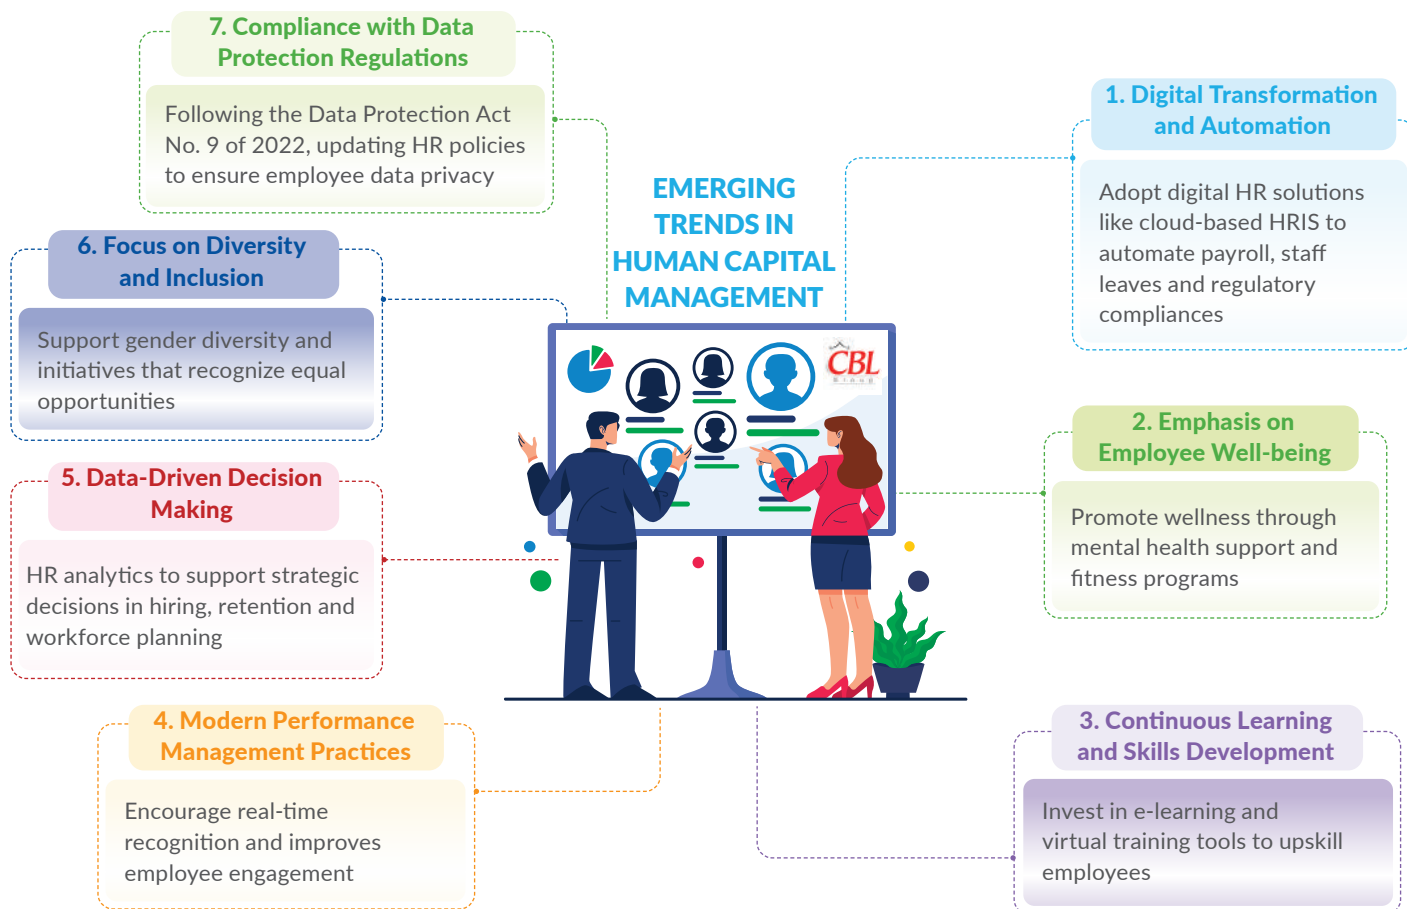 EMERGING
TRENDS IN
HUMAN CAPITAL
MANAGEMENT
1. Digital Transformation
and Automation
Adopt digital HR solutions
like cloud-based HRIS to
automate payroll, staff
leaves and regulatory
compliances
2. Emphasis on
Employee Well-being
Promote wellness through
mental health support and
fitness programs
3. Continuous Learning
and Skills Development
Invest in e-learning and
virtual training tools to upskill
employees
4. Modern Performance
Management Practices
Encourage real-time
recognition and improves
employee engagement
5. Data-Driven Decision
Making
HR analytics to support strategic
decisions in hiring, retention and
workforce planning
6. Focus on Diversity
and Inclusion
Support gender diversity and
initiatives that recognize equal
opportunities
7. Compliance with Data
Protection Regulations
Following the Data Protection Act
No. 9 of 2022, updating HR policies
to ensure employee data privacy
CBL